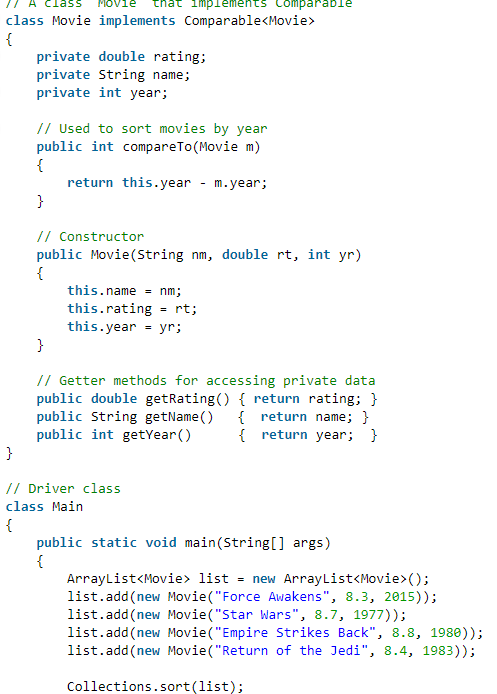 // A class 'Movie' that implements Comparable
class Movie implements Comparable<Movie>
{
    private double rating;
    private String name;
    private int year;

    // Used to sort movies by year
    public int compareTo(Movie m)
    {
        return this.year - m.year;
    }

    // Constructor
    public Movie(String nm, double rt, int yr)
    {
        this.name = nm;
        this.rating = rt;
        this.year = yr;
    }

    // Getter methods for accessing private data
    public double getRating() { return rating; }
    public String getName()   {  return name; }
    public int getYear()      {  return year;  }
}

// Driver class
class Main
{
    public static void main(String[] args)
    {
        ArrayList<Movie> list = new ArrayList<Movie>();
        list.add(new Movie("Force Awakens", 8.3, 2015));
        list.add(new Movie("Star Wars", 8.7, 1977));
        list.add(new Movie("Empire Strikes Back", 8.8, 1980));
        list.add(new Movie("Return of the Jedi", 8.4, 1983));

        Collections.sort(list);